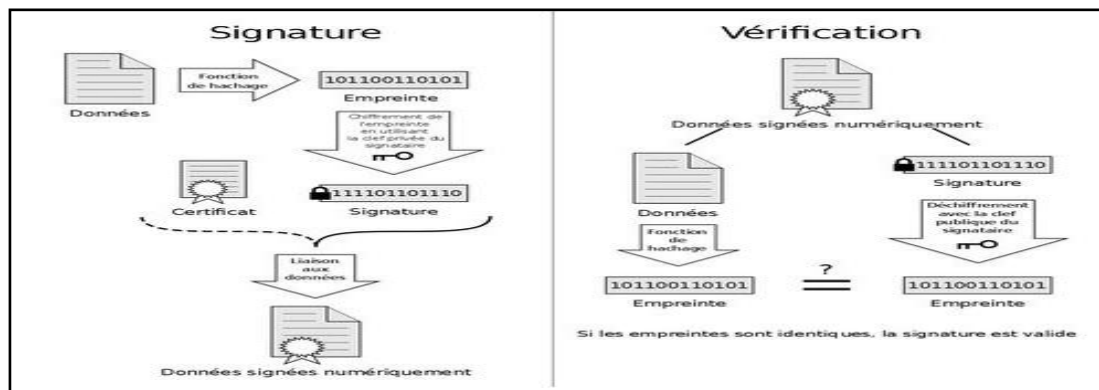 Signature
Fonction
de hachage
101100110101
Empreinte
Données
Chiffrement de
l'empreinte
en utilisant
la clef privée du
signataire
111101101110
Certificat
Signature
Liaison
aux
données
Données signées numériquement
Vérification
Données signées numériquement
Données
Fonction
de
hachage
101100110101
Empreinte
111101101110
Signature
Déchiffrement
avec la clef
publique du
signataire
101100110101
Empreinte
?
=
Si les empreintes sont identiques, la signature est valide